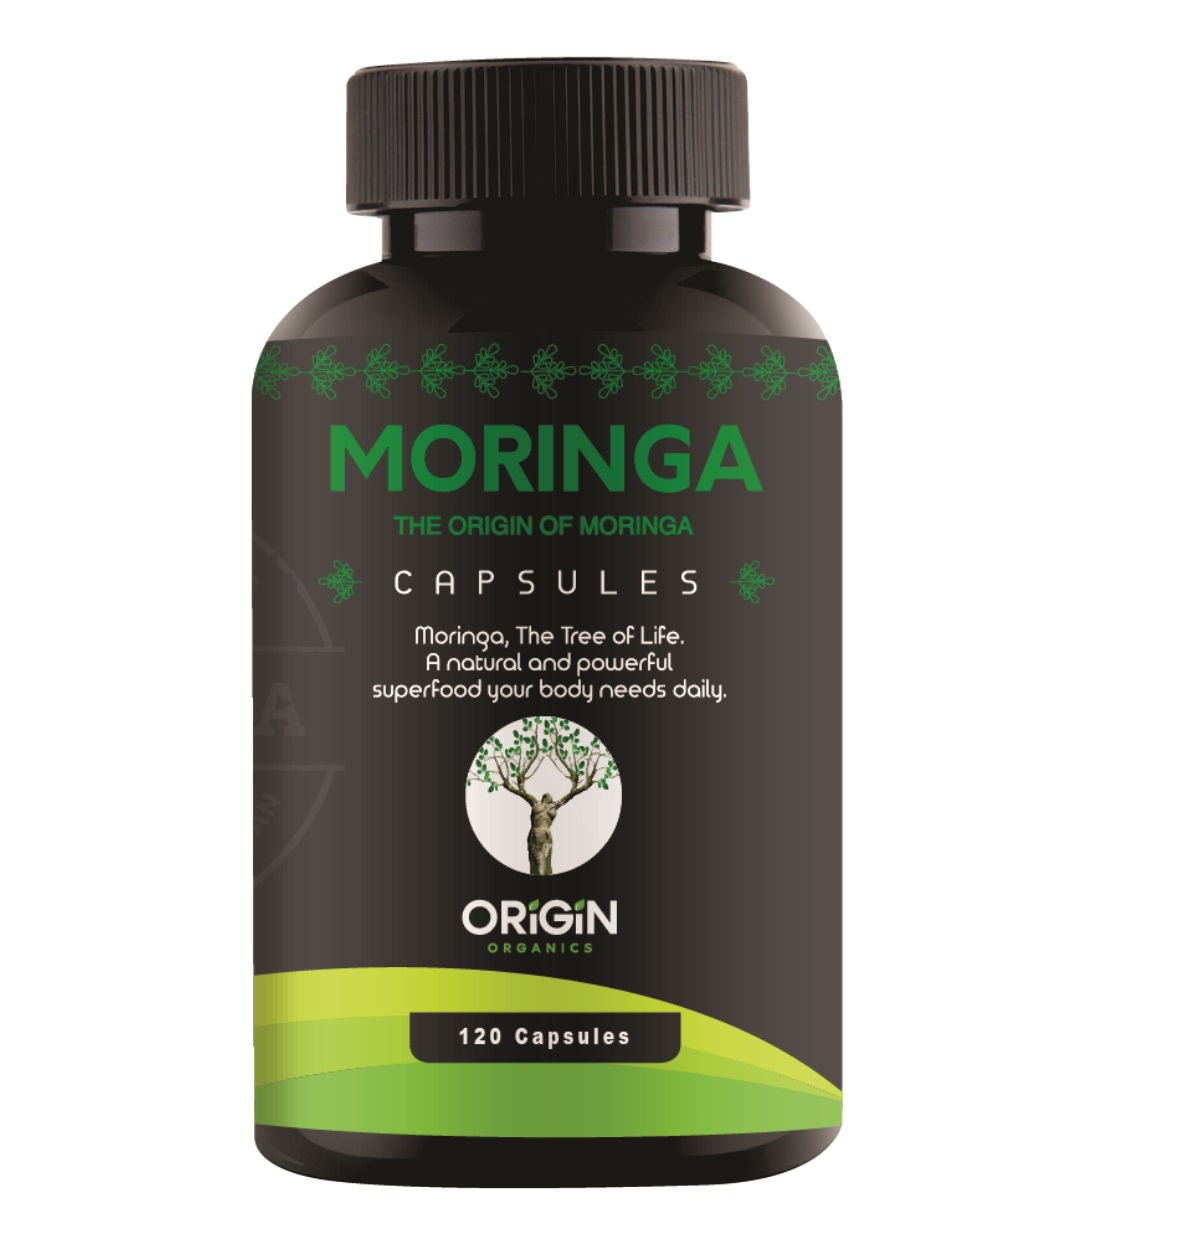 MORINGA
THE ORIGIN OF MORINGA
CAPSULES
Moringa, The Tree of Life.
A natural and powerful
superfood your body needs daily.
ORiGiN
ORGANICS
120 Capsules